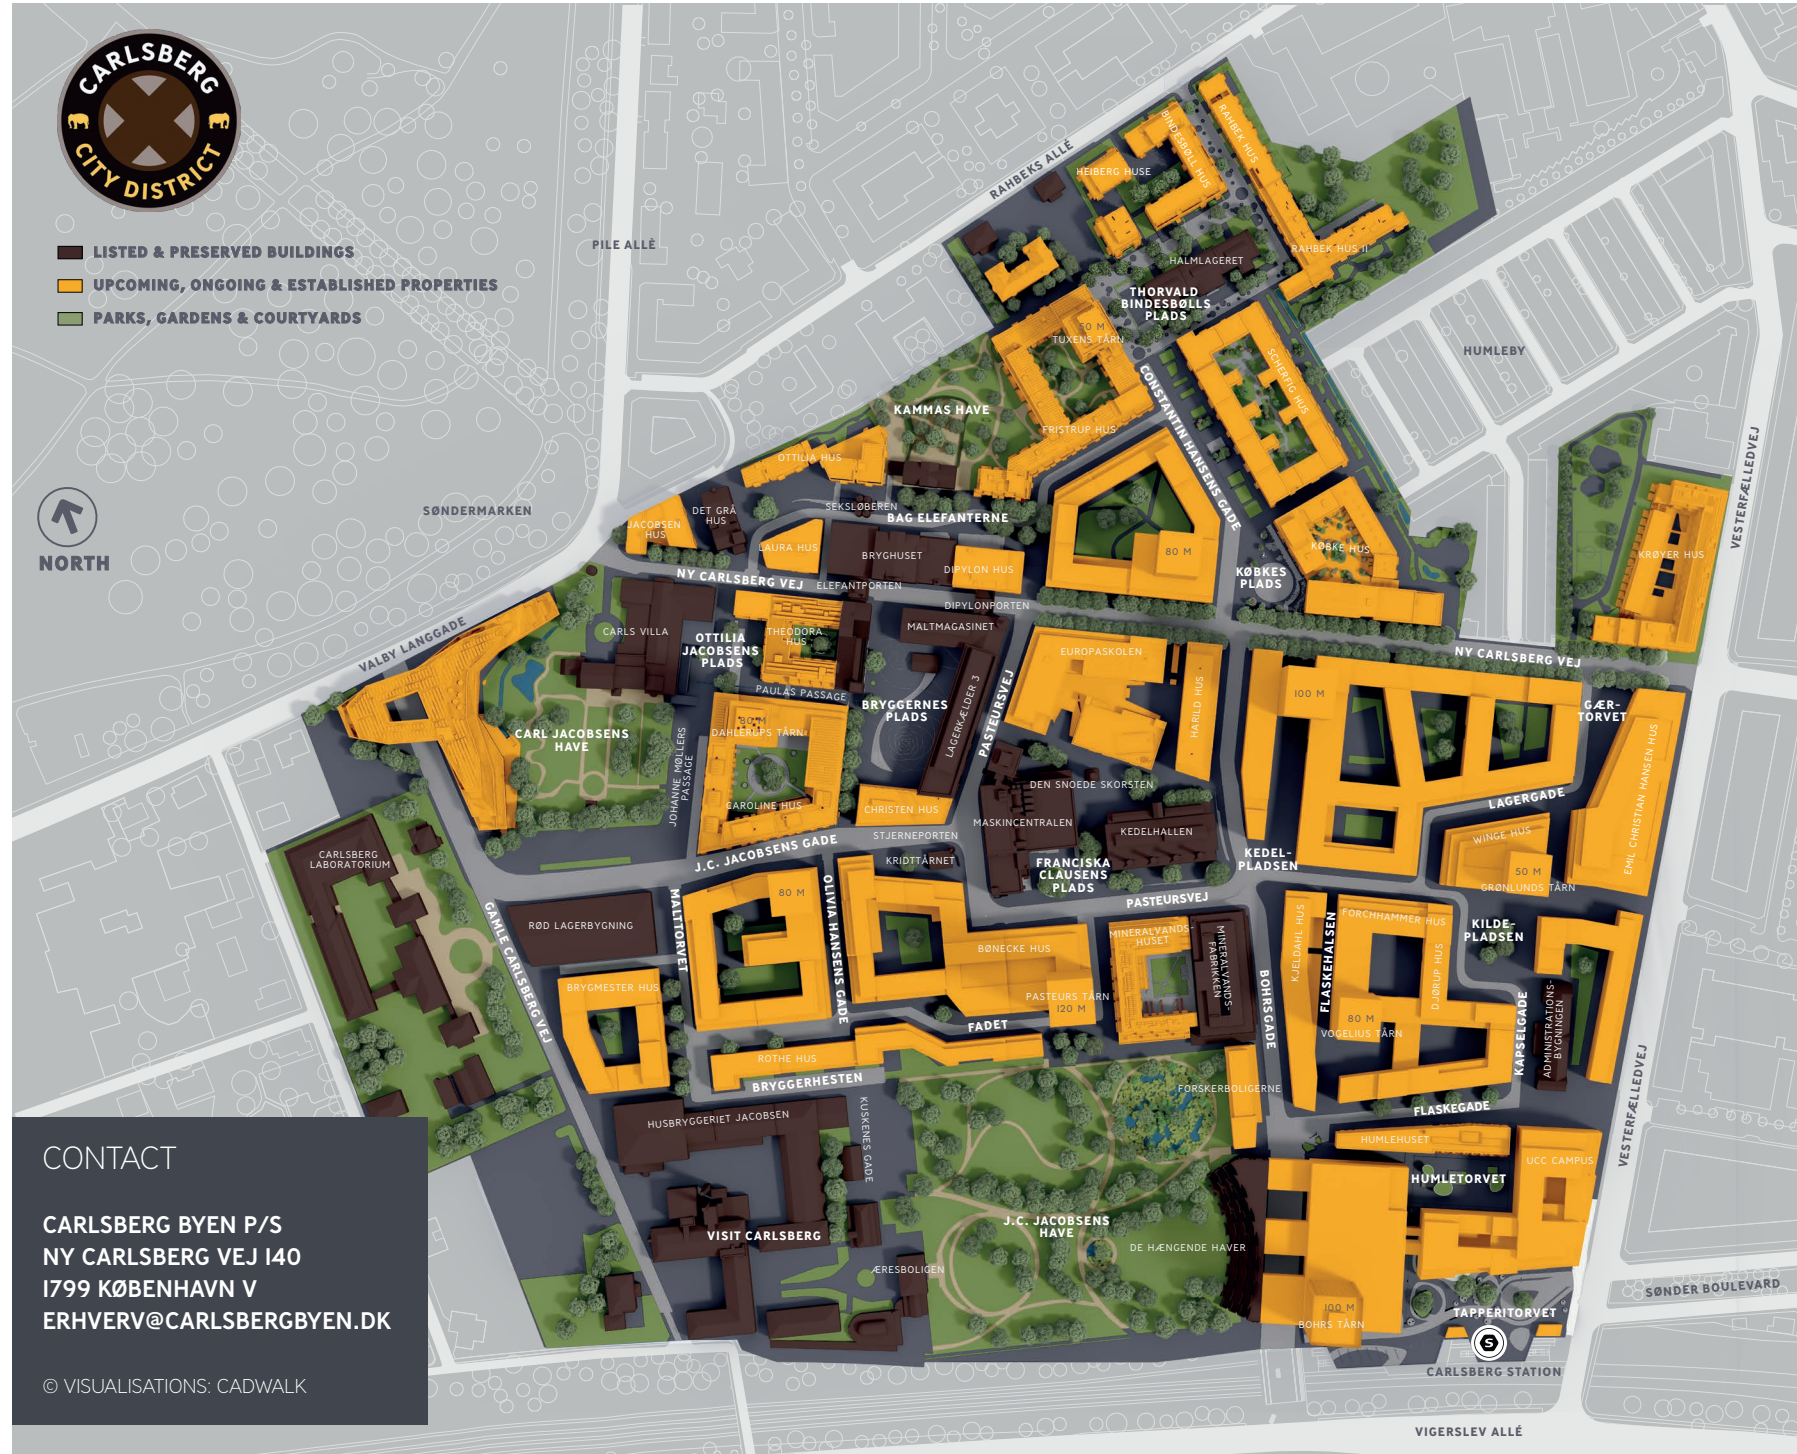 CARLSBERG
CITY DISTRICT
LISTED & PRESERVED BUILDINGS
UPCOMING, ONGOING & ESTABLISHED PROPERTIES
PARKS, GARDENS & COURTYARDS
NORTH
PILE ALLÈ
RAHBEKS ALLÉ
SØNDERMARKEN
VALBY LANGGADE
HUMLEBY
VESTERFÆLLEDVEJ
HEIBERG HUSE
BINDESBØLL HUS
RAHBEK HUS
RAHBEK HUS II
HALMLAGERET
THORVALD
BINDESBØLLS
PLADS
50 M
TUXENS TÅRN
SCHERFIG HUS
CONSTANTIN HANSENS GADE
KAMMAS HAVE
FRISTRUP HUS
OTTILIA HUS
SEKSLØBEREN
BAG ELEFANTERNE
JACOBSEN
HUS
DET GRÅ
HUS
LAURA HUS
BRYGHUSET
DIPYLON HUS
80 M
KØBKE HUS
KØBKES
PLADS
KRØYER HUS
NY CARLSBERG VEJ
ELEFANTPORTEN
DIPYLONPORTEN
MALTMAGASINET
CARLS VILLA
OTTILIA
JACOBSENS
PLADS
THEODORA
HUS
PAULAS PASSAGE
BRYGGERNES
PLADS
LAGERKÆLDER 3
PASTEURSVEJ
EUROPASKOLEN
HARILD HUS
100 M
NY CARLSBERG VEJ
GÆR-
TORVET
CARL JACOBSENS
HAVE
JOHANNE MØLLERS
PASSAGE
80 M
DAHLERUPS TÅRN
CAROLINE HUS
CHRISTEN HUS
STJERNEPORTEN
KRIDTTÅRNET
DEN SNOEDE SKORSTEN
MASKINCENTRALEN
KEDELHALLEN
FRANCISKA
CLAUSENS
PLADS
KEDEL-
PLADSEN
LAGERGADE
WINGE HUS
50 M
GRØNLUNDS TÅRN
EMIL CHRISTIAN HANSEN HUS
CARLSBERG
LABORATORIUM
J.C. JACOBSENS GADE
GAMLE CARLSBERG VEJ
RØD LAGERBYGNING
MALTTORVET
80 M
OLIVIA HANSENS GADE
BØNECKE HUS
PASTEURS TÅRN
120 M
PASTEURSVEJ
MINERALVANDS-
HUSET
MINERALVANDS-
FABRIKKEN
BOHRSGADE
KJELDAHL HUS
FLASKEHALSEN
FORCHHAMMER HUS
DJØRUP HUS
80 M
VOGELIUS TÅRN
KILDE-
PLADSEN
KAPSELGADE
ADMINISTRATIONS-
BYGNINGEN
BRYGMESTER HUS
FADET
ROTHE HUS
BRYGGERHESTEN
FORSKERBOLIGERNE
FLASKEGADE
VESTERFÆLLEDVEJ
HUSBRYGGERIET JACOBSEN
KUSKENES GADE
HUMLEHUSET
UCC CAMPUS
HUMLETORVET
VISIT CARLSBERG
J.C. JACOBSENS
HAVE
DE HÆNGENDE HAVER
ÆRESBOLIGEN
100 M
BOHRS TÅRN
TAPPERITORVET
S
CARLSBERG STATION
SØNDER BOULEVARD
VIGERSLEV ALLÉ
CONTACT
CARLSBERG BYEN P/S
NY CARLSBERG VEJ 140
1799 KØBENHAVN V
ERHVERV@CARLSBERGBYEN.DK
© VISUALISATIONS: CADWALK